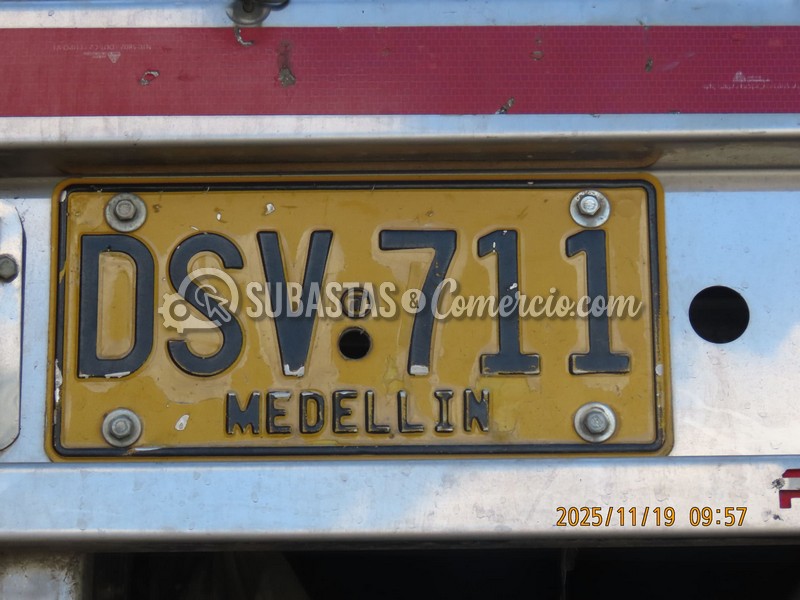 DSV 711
SUBASTAS&Comercio.com
MEDELLIN
2025/11/19 09:57